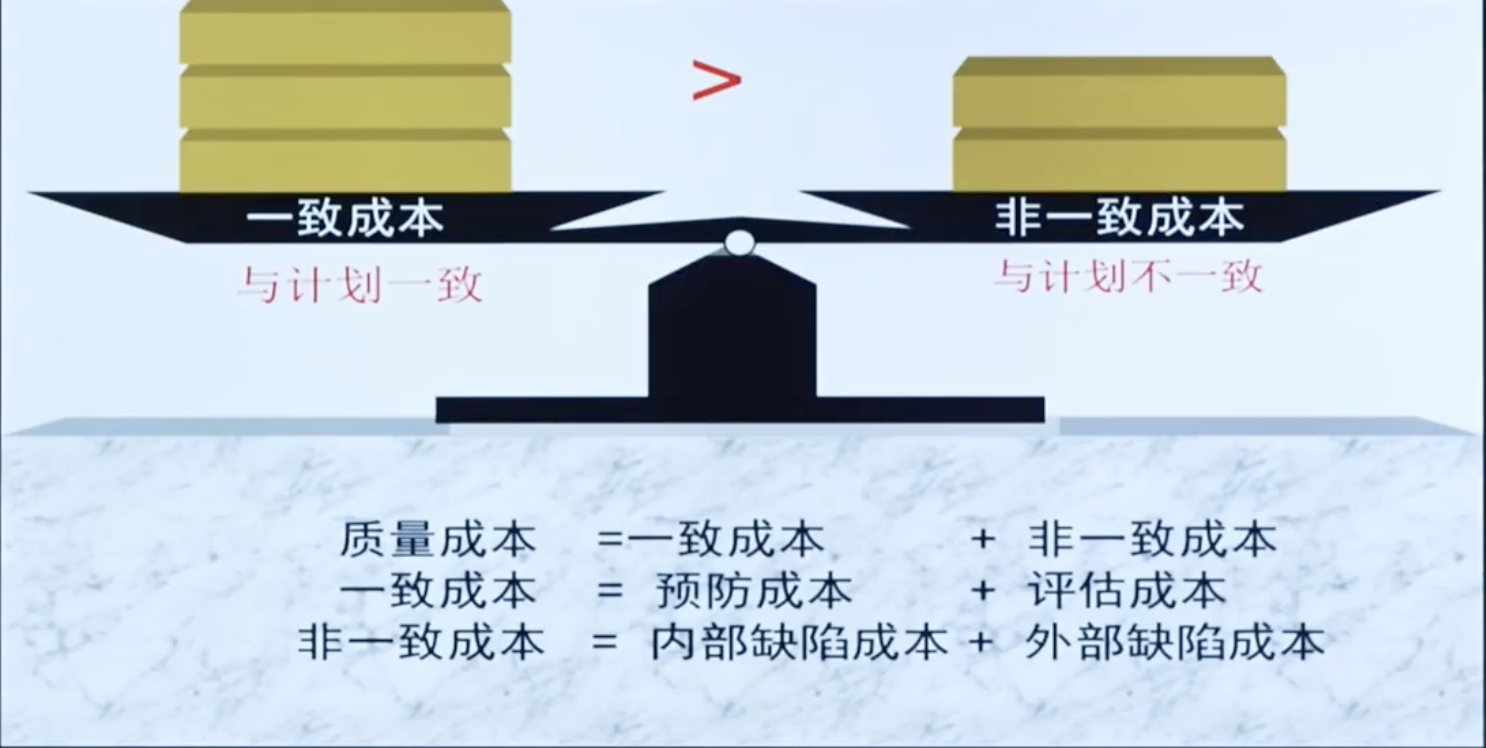 >
一致成本
非一致成本
与计划一致
与计划不一致
质量成本 =一致成本 + 非一致成本
一致成本 = 预防成本 + 评估成本
非一致成本 = 内部缺陷成本 + 外部缺陷成本